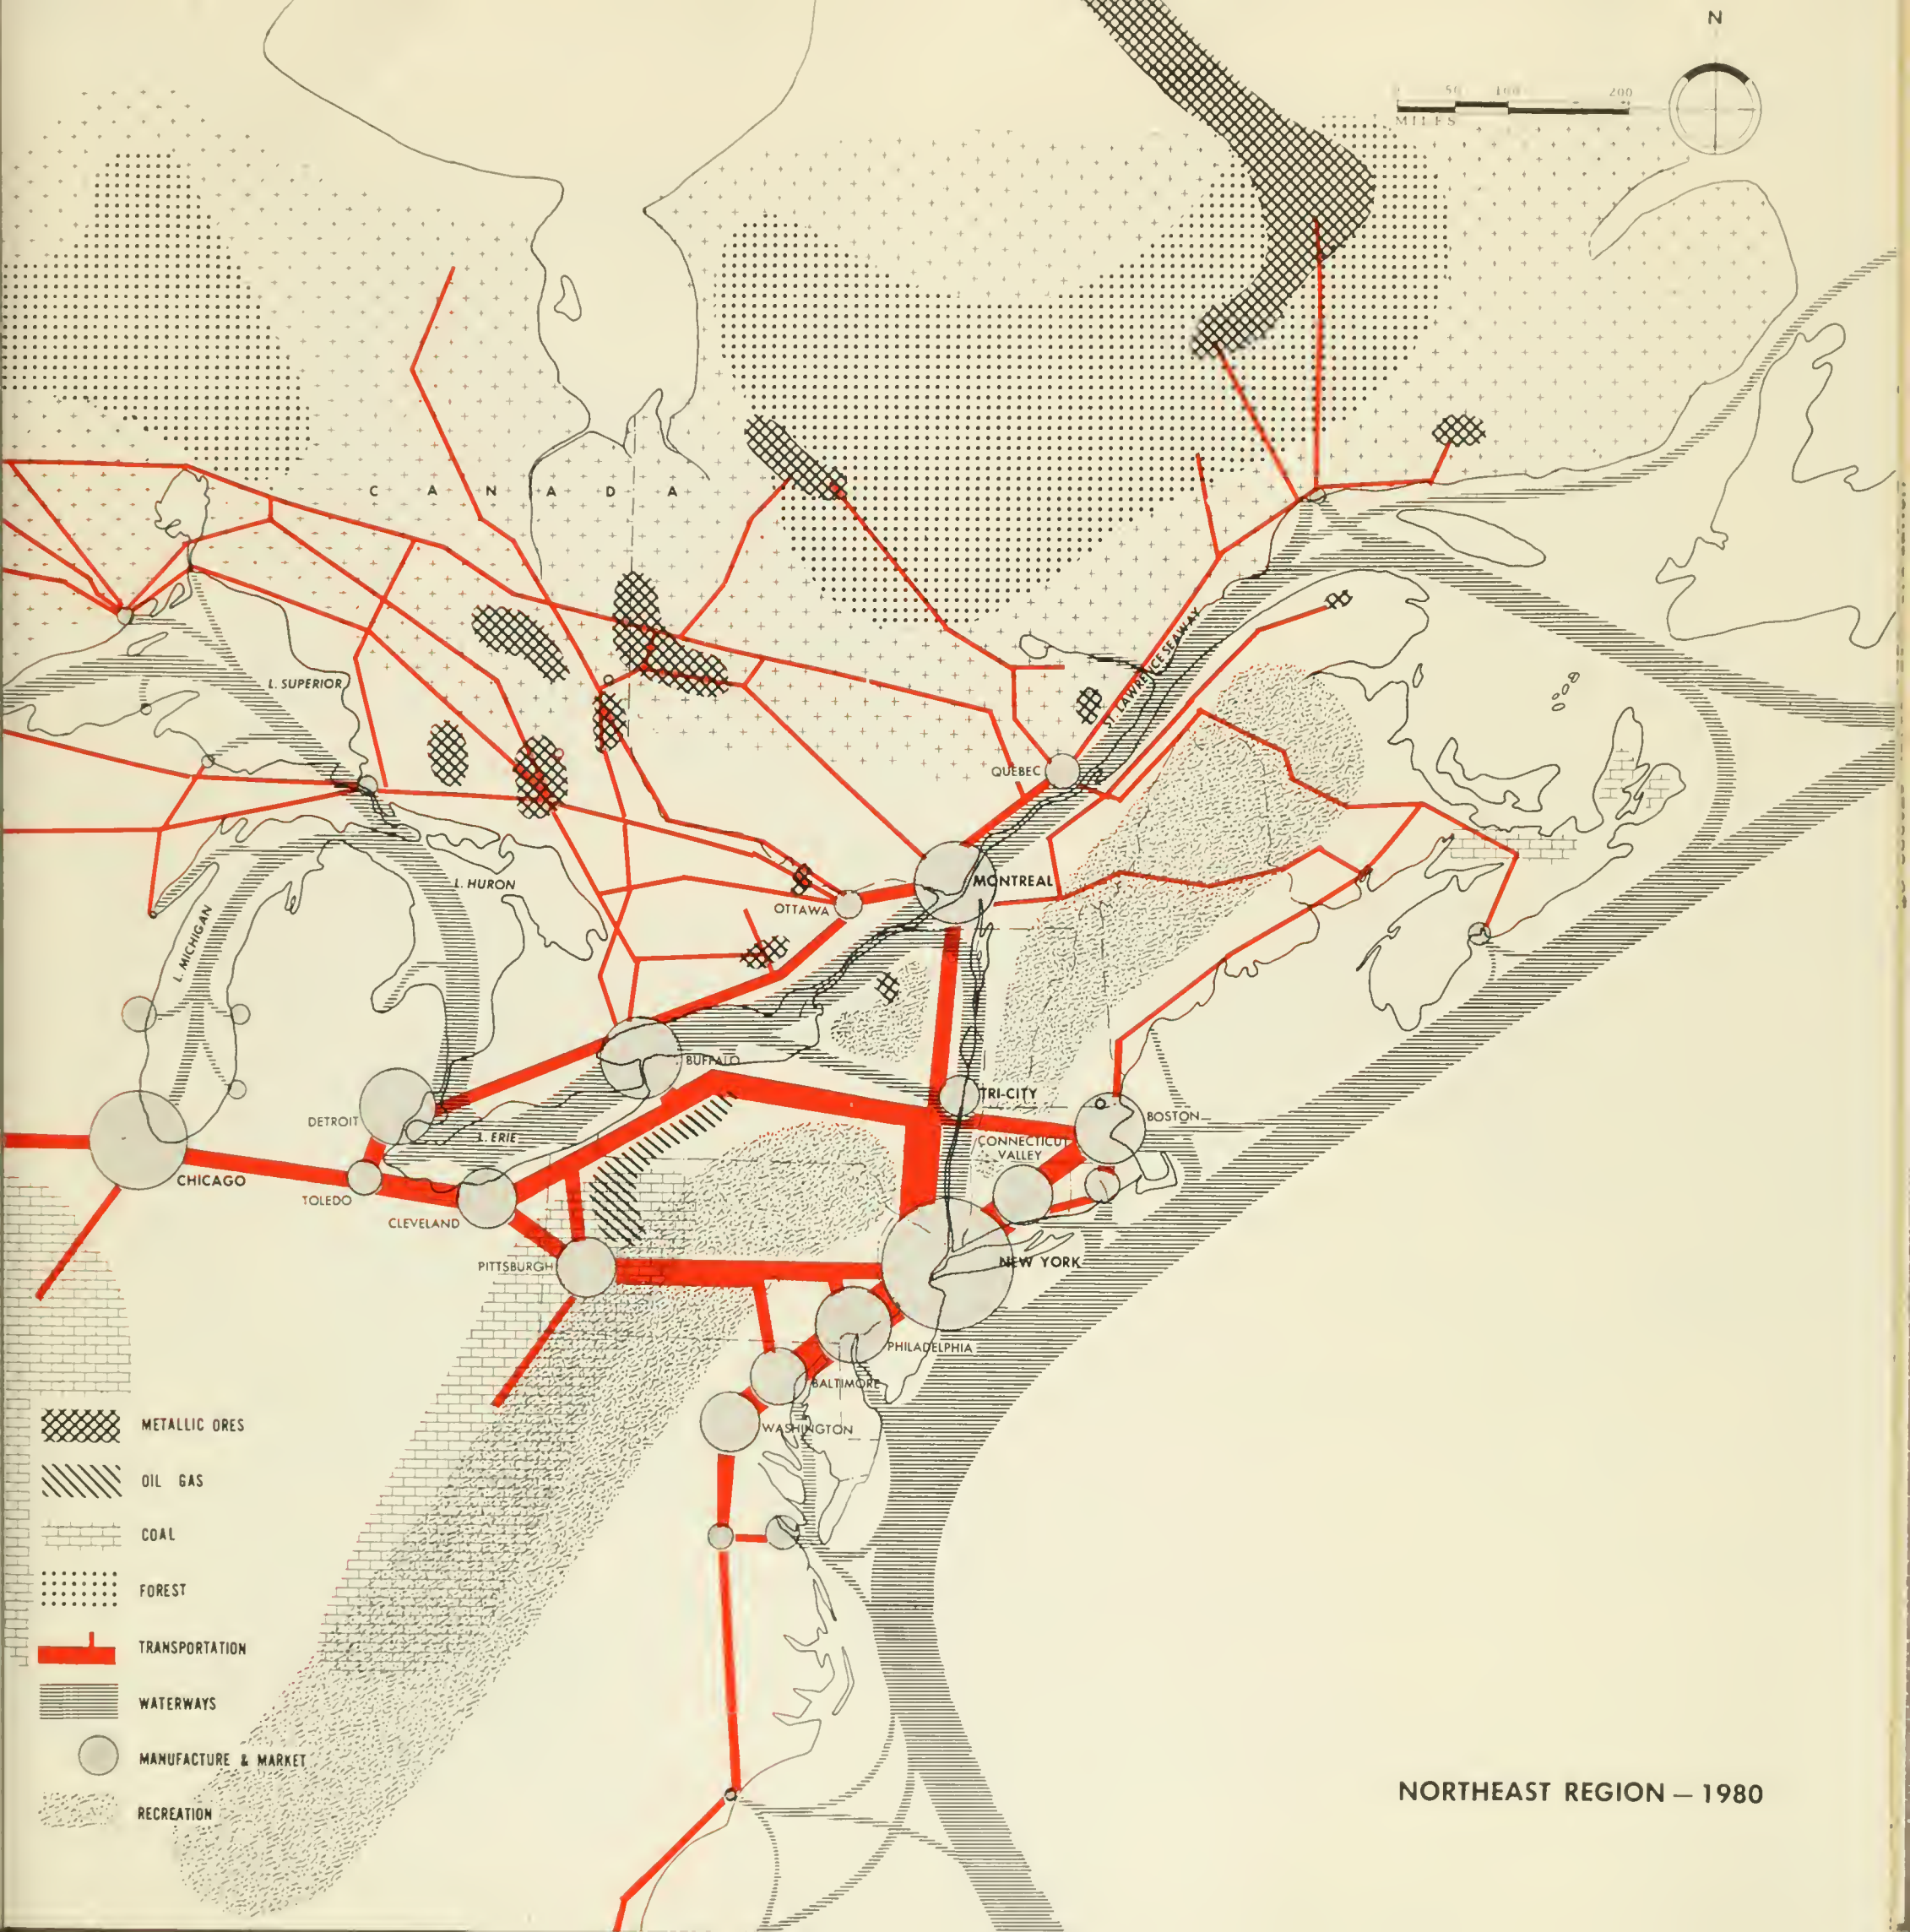 N
50 100 200
MILES
CANADA
L. SUPERIOR
ST. LAWRENCE SEAWAY
QUEBEC
L. HURON
MONTREAL
OTTAWA
L. MICHIGAN
BUFFALO
TRI-CITY
DETROIT
BOSTON
L. ERIE
CONNECTICUT
VALLEY
CHICAGO
TOLEDO
CLEVELAND
PITTSBURGH
NEW YORK
PHILADELPHIA
BALTIMORE
WASHINGTON
METALLIC ORES
OIL GAS
COAL
FOREST
TRANSPORTATION
WATERWAYS
MANUFACTURE & MARKET
RECREATION
NORTHEAST REGION — 1980